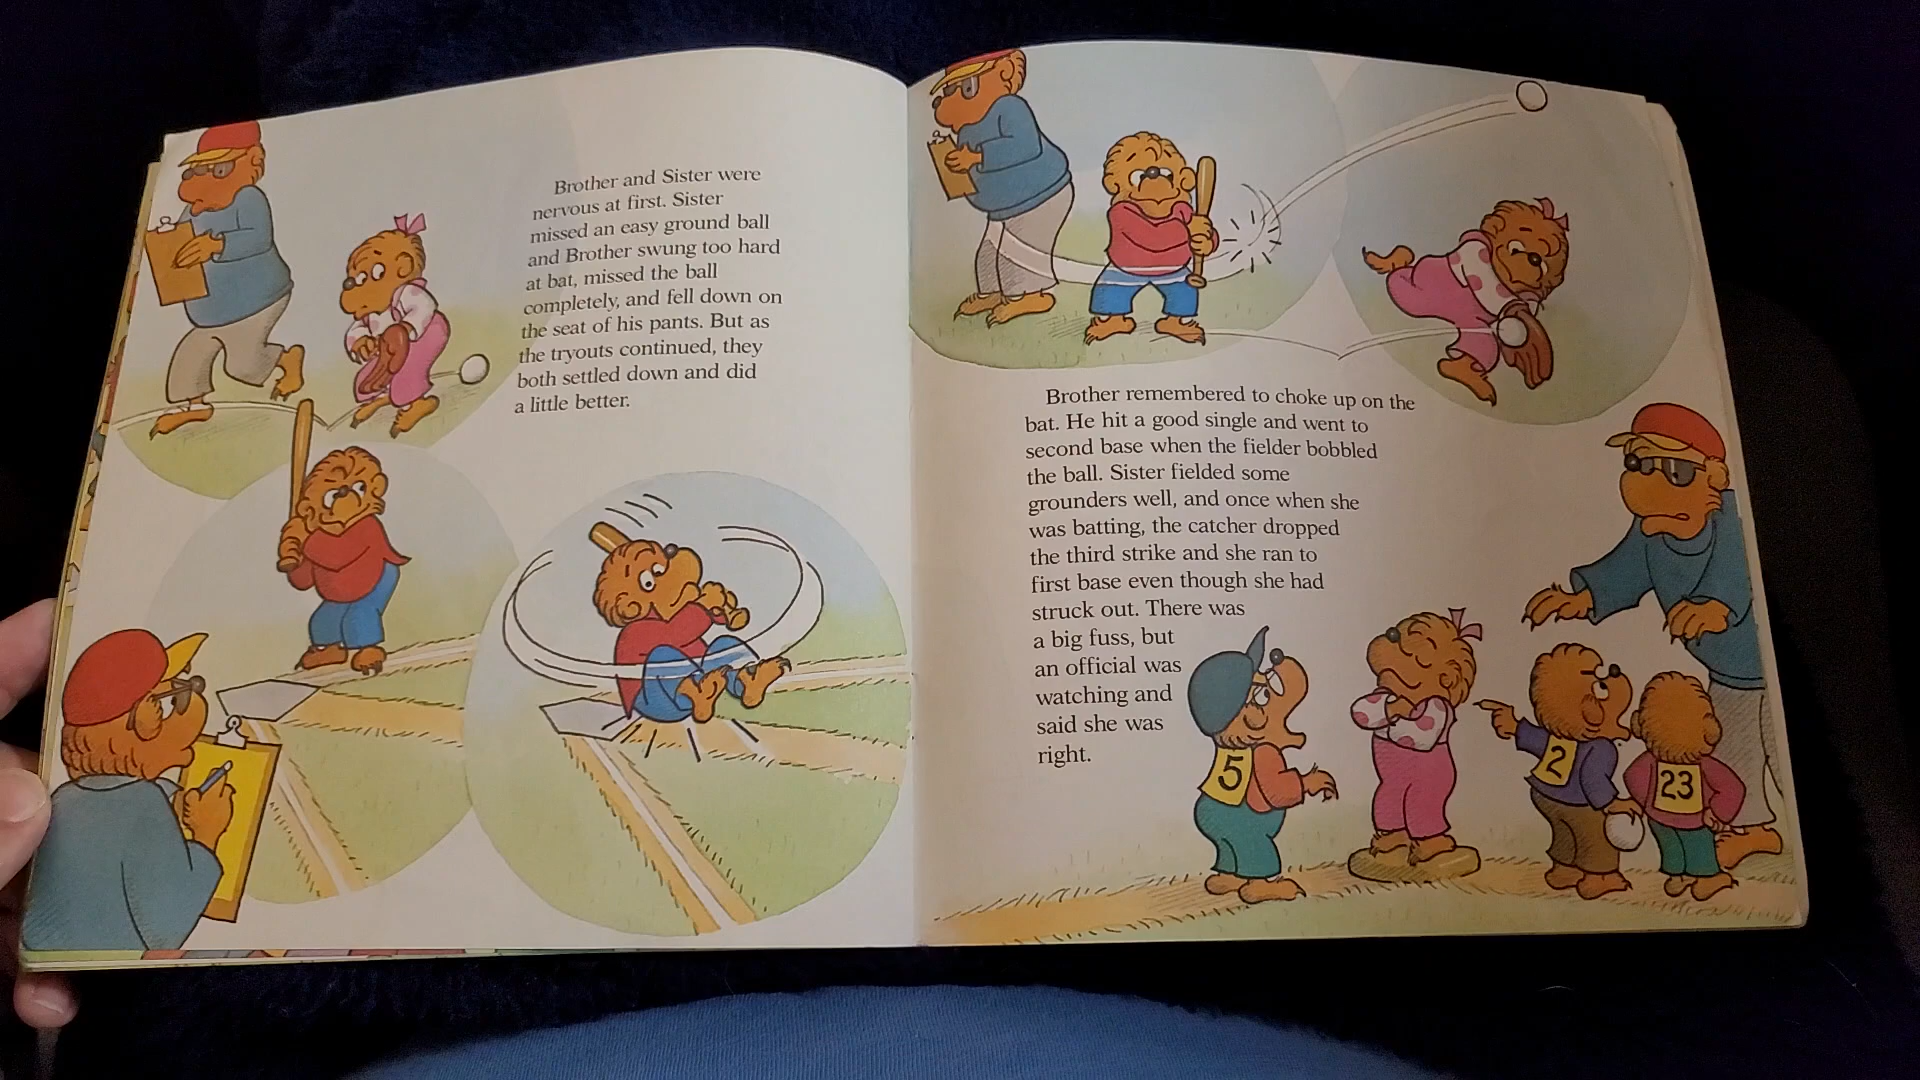 Brother and Sister were
nervous at first. Sister
missed an easy ground ball
and Brother swung too hard
at bat, missed the ball
completely, and fell down on
the seat of his pants. But as
the tryouts continued, they
both settled down and did
a little better.
Brother remembered to choke up on the
bat. He hit a good single and went to
second base when the fielder bobbled
the ball. Sister fielded some
grounders well, and once when she
was batting, the catcher dropped
the third strike and she ran to
first base even though she had
struck out. There was
a big fuss, but
an official was
watching and
said she was
right.
5
2
23